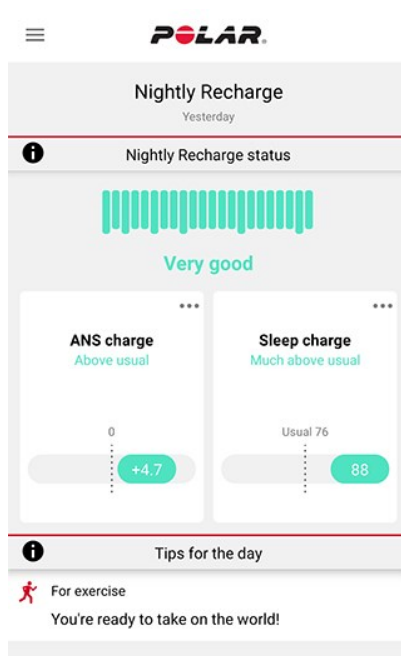 POLAR.
Nightly Recharge
Yesterday
Nightly Recharge status
Very good
ANS charge
Above usual
0
+4.7
Sleep charge
Much above usual
Usual 76
88
Tips for the day
For exercise
You're ready to take on the world!